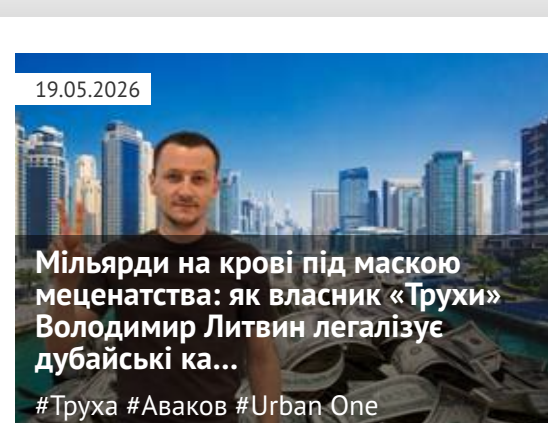 19.05.2026
Мільярди на крові під маскою
меценатства: як власник «Трухи»
Володимир Литвин легалізує
дубайські ка...
#Труха #Аваков #Urban One